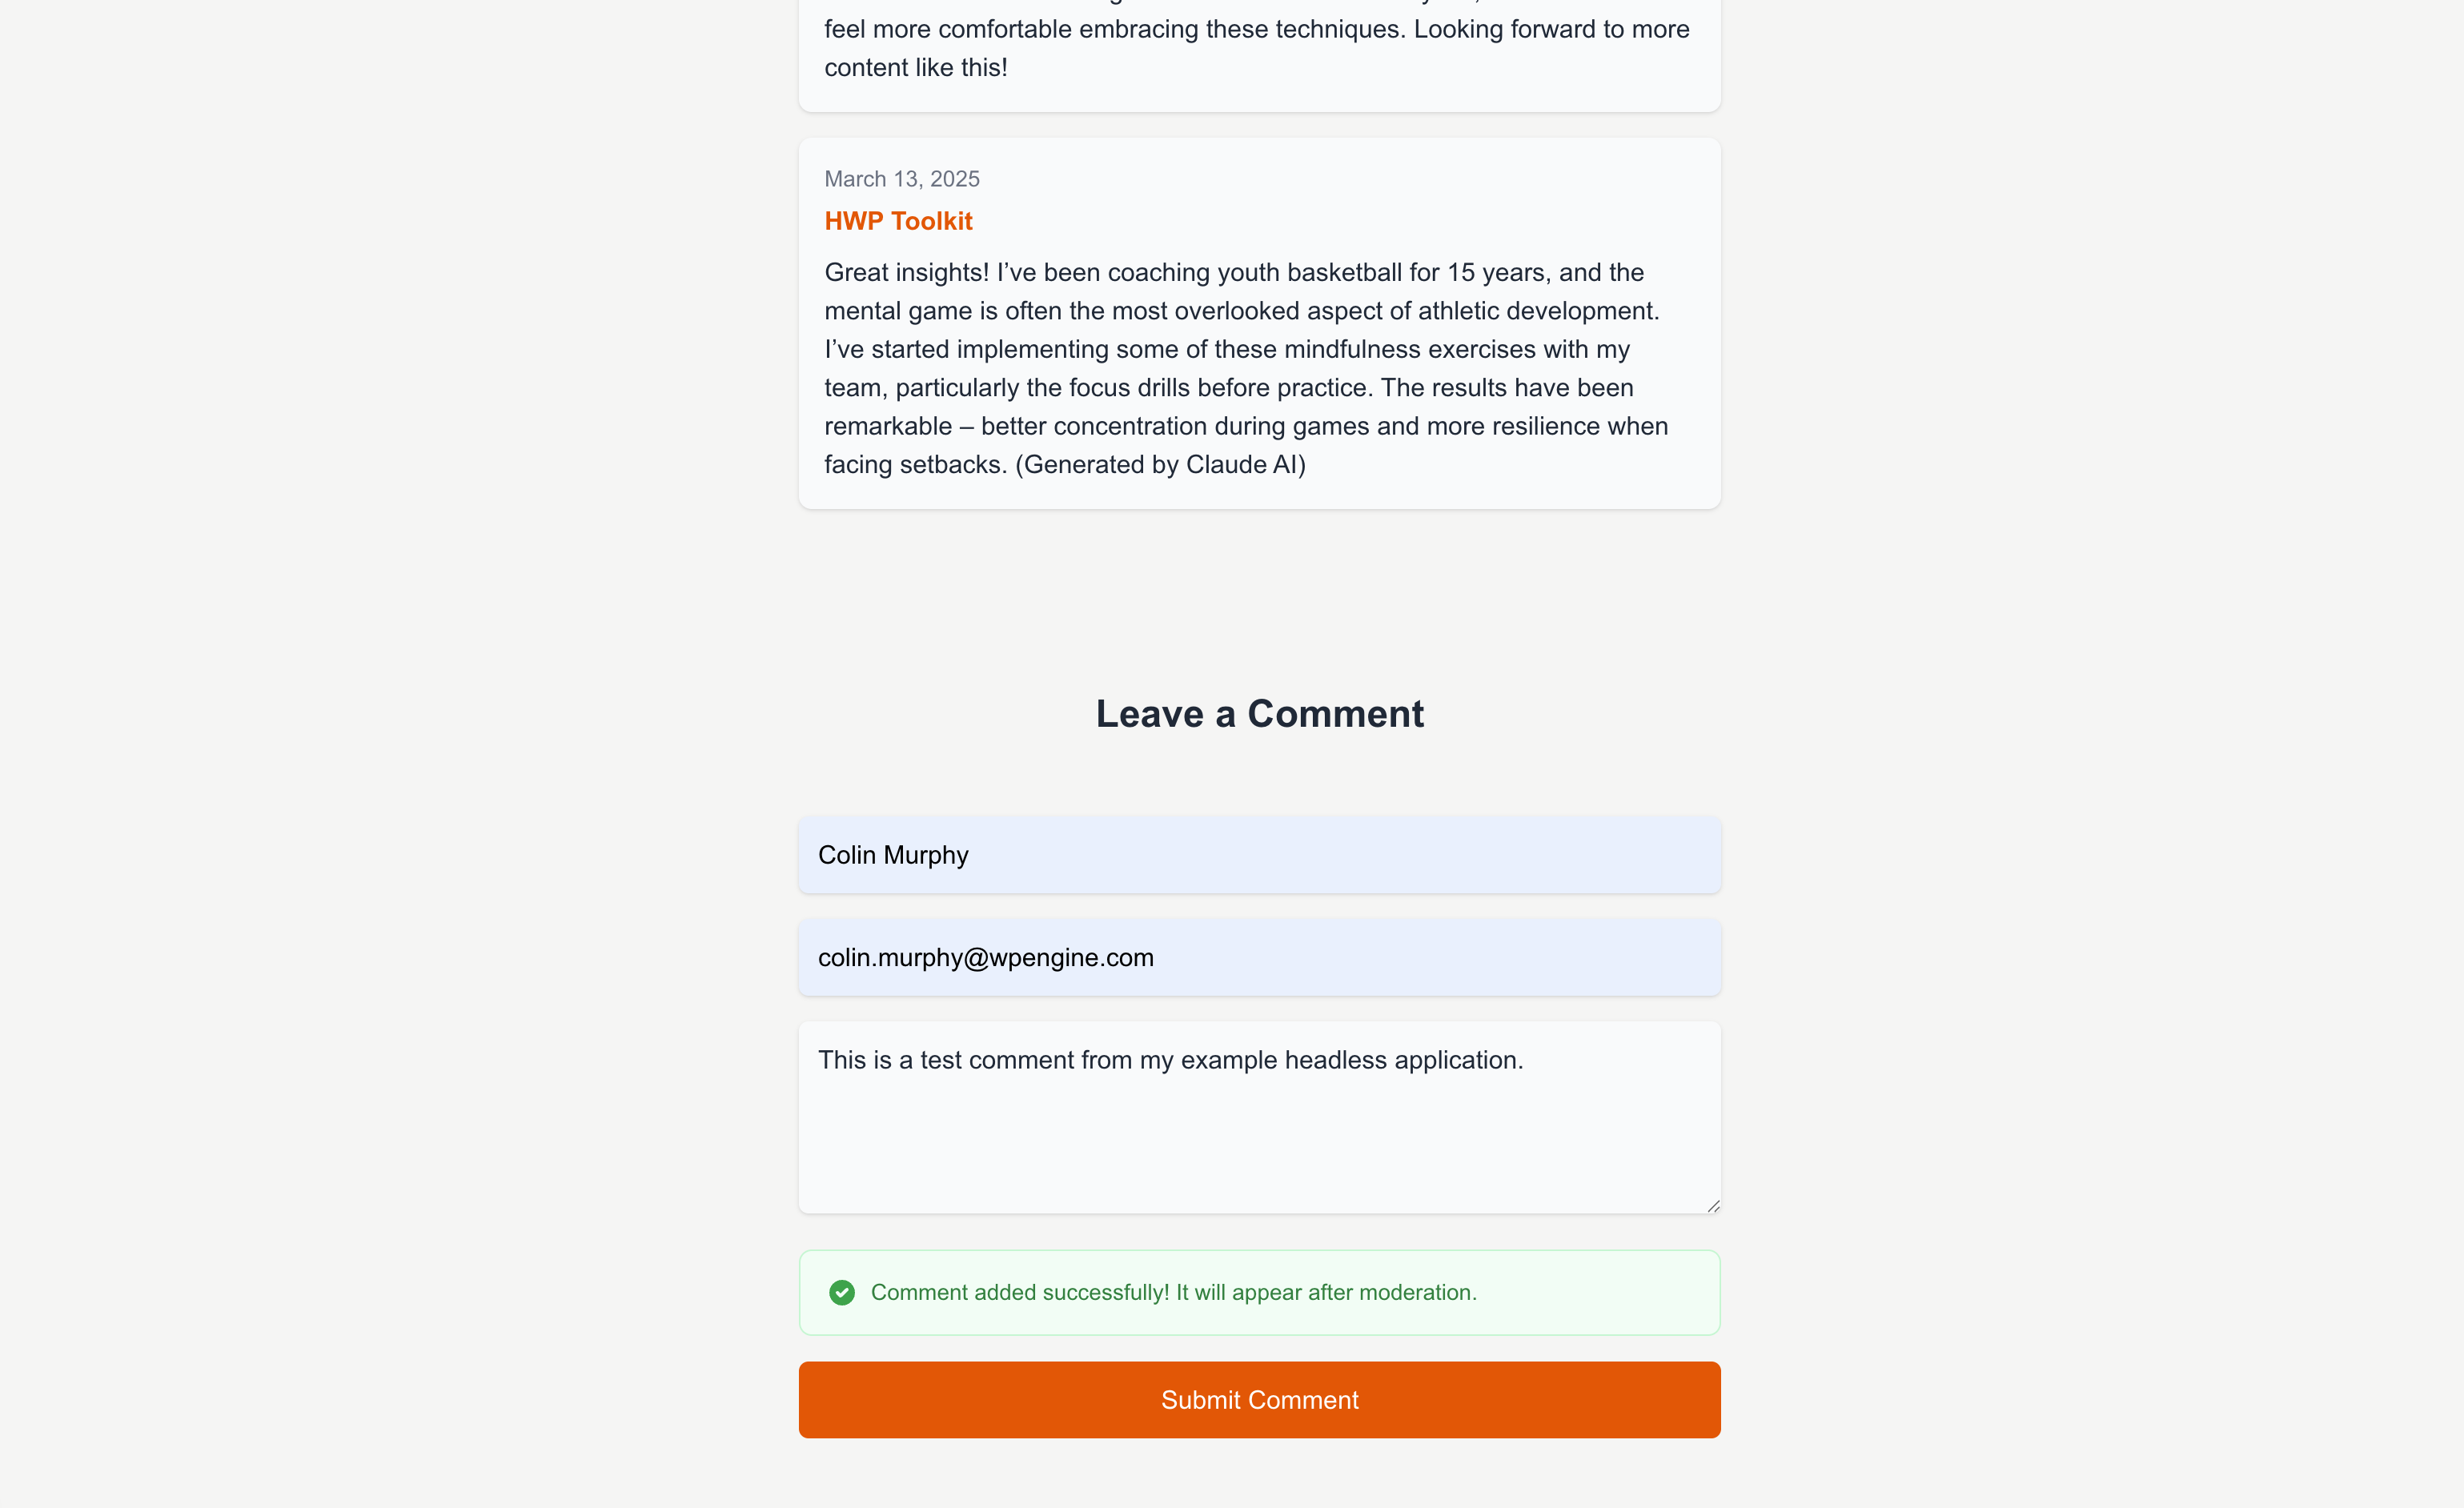 feel more comfortable embracing these techniques. Looking forward to more
content like this!
March 13, 2025
HWP Toolkit
Great insights! I’ve been coaching youth basketball for 15 years, and the
mental game is often the most overlooked aspect of athletic development.
I’ve started implementing some of these mindfulness exercises with my
team, particularly the focus drills before practice. The results have been
remarkable – better concentration during games and more resilience when
facing setbacks. (Generated by Claude AI)
Leave a Comment
Colin Murphy
colin.murphy@wpengine.com
This is a test comment from my example headless application.
Comment added successfully! It will appear after moderation.
Submit Comment